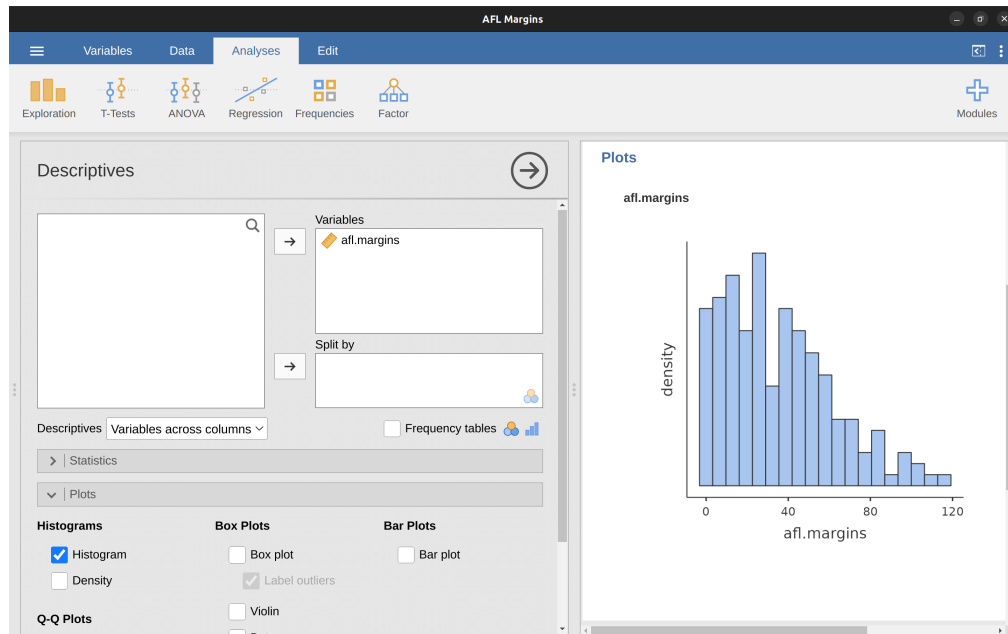 AFL Margins
Variables Data Analyses Edit
Exploration T-Tests ANOVA Regression Frequencies Factor Modules
Descriptives
Variables
afl.margins
Split by
Descriptives Variables across columns Frequency tables
Statistics
Plots
Histograms Box Plots Bar Plots
Histogram Box plot Bar plot
Density Label outliers
Q-Q Plots Violin
Plots
afl.margins
density
0 40 80 120
afl.margins